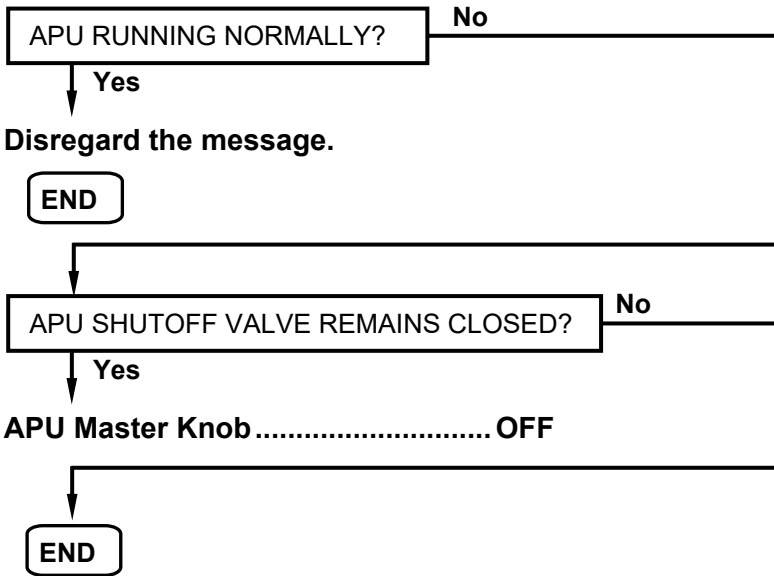 APU RUNNING NORMALLY?
No
Yes
Disregard the message.
END
APU SHUTOFF VALVE REMAINS CLOSED?
No
Yes
APU Master Knob............................. OFF
END